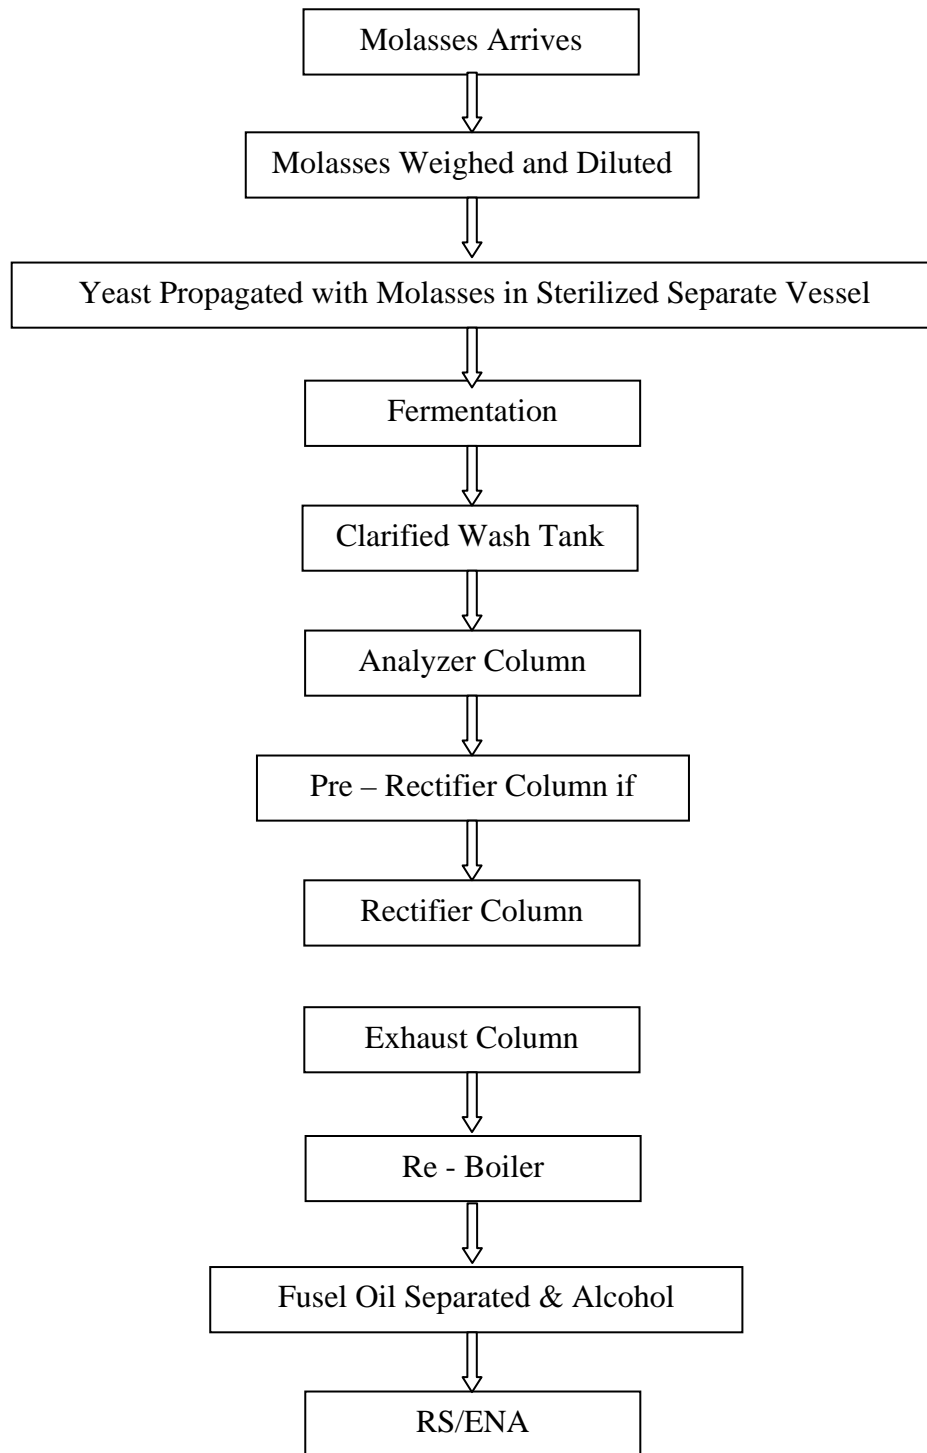 Molasses Arrives
Molasses Weighed and Diluted
Yeast Propagated with Molasses in Sterilized Separate Vessel
Fermentation
Clarified Wash Tank
Analyzer Column
Pre – Rectifier Column if
Rectifier Column
Exhaust Column
Re - Boiler
Fusel Oil Separated & Alcohol
RS/ENA